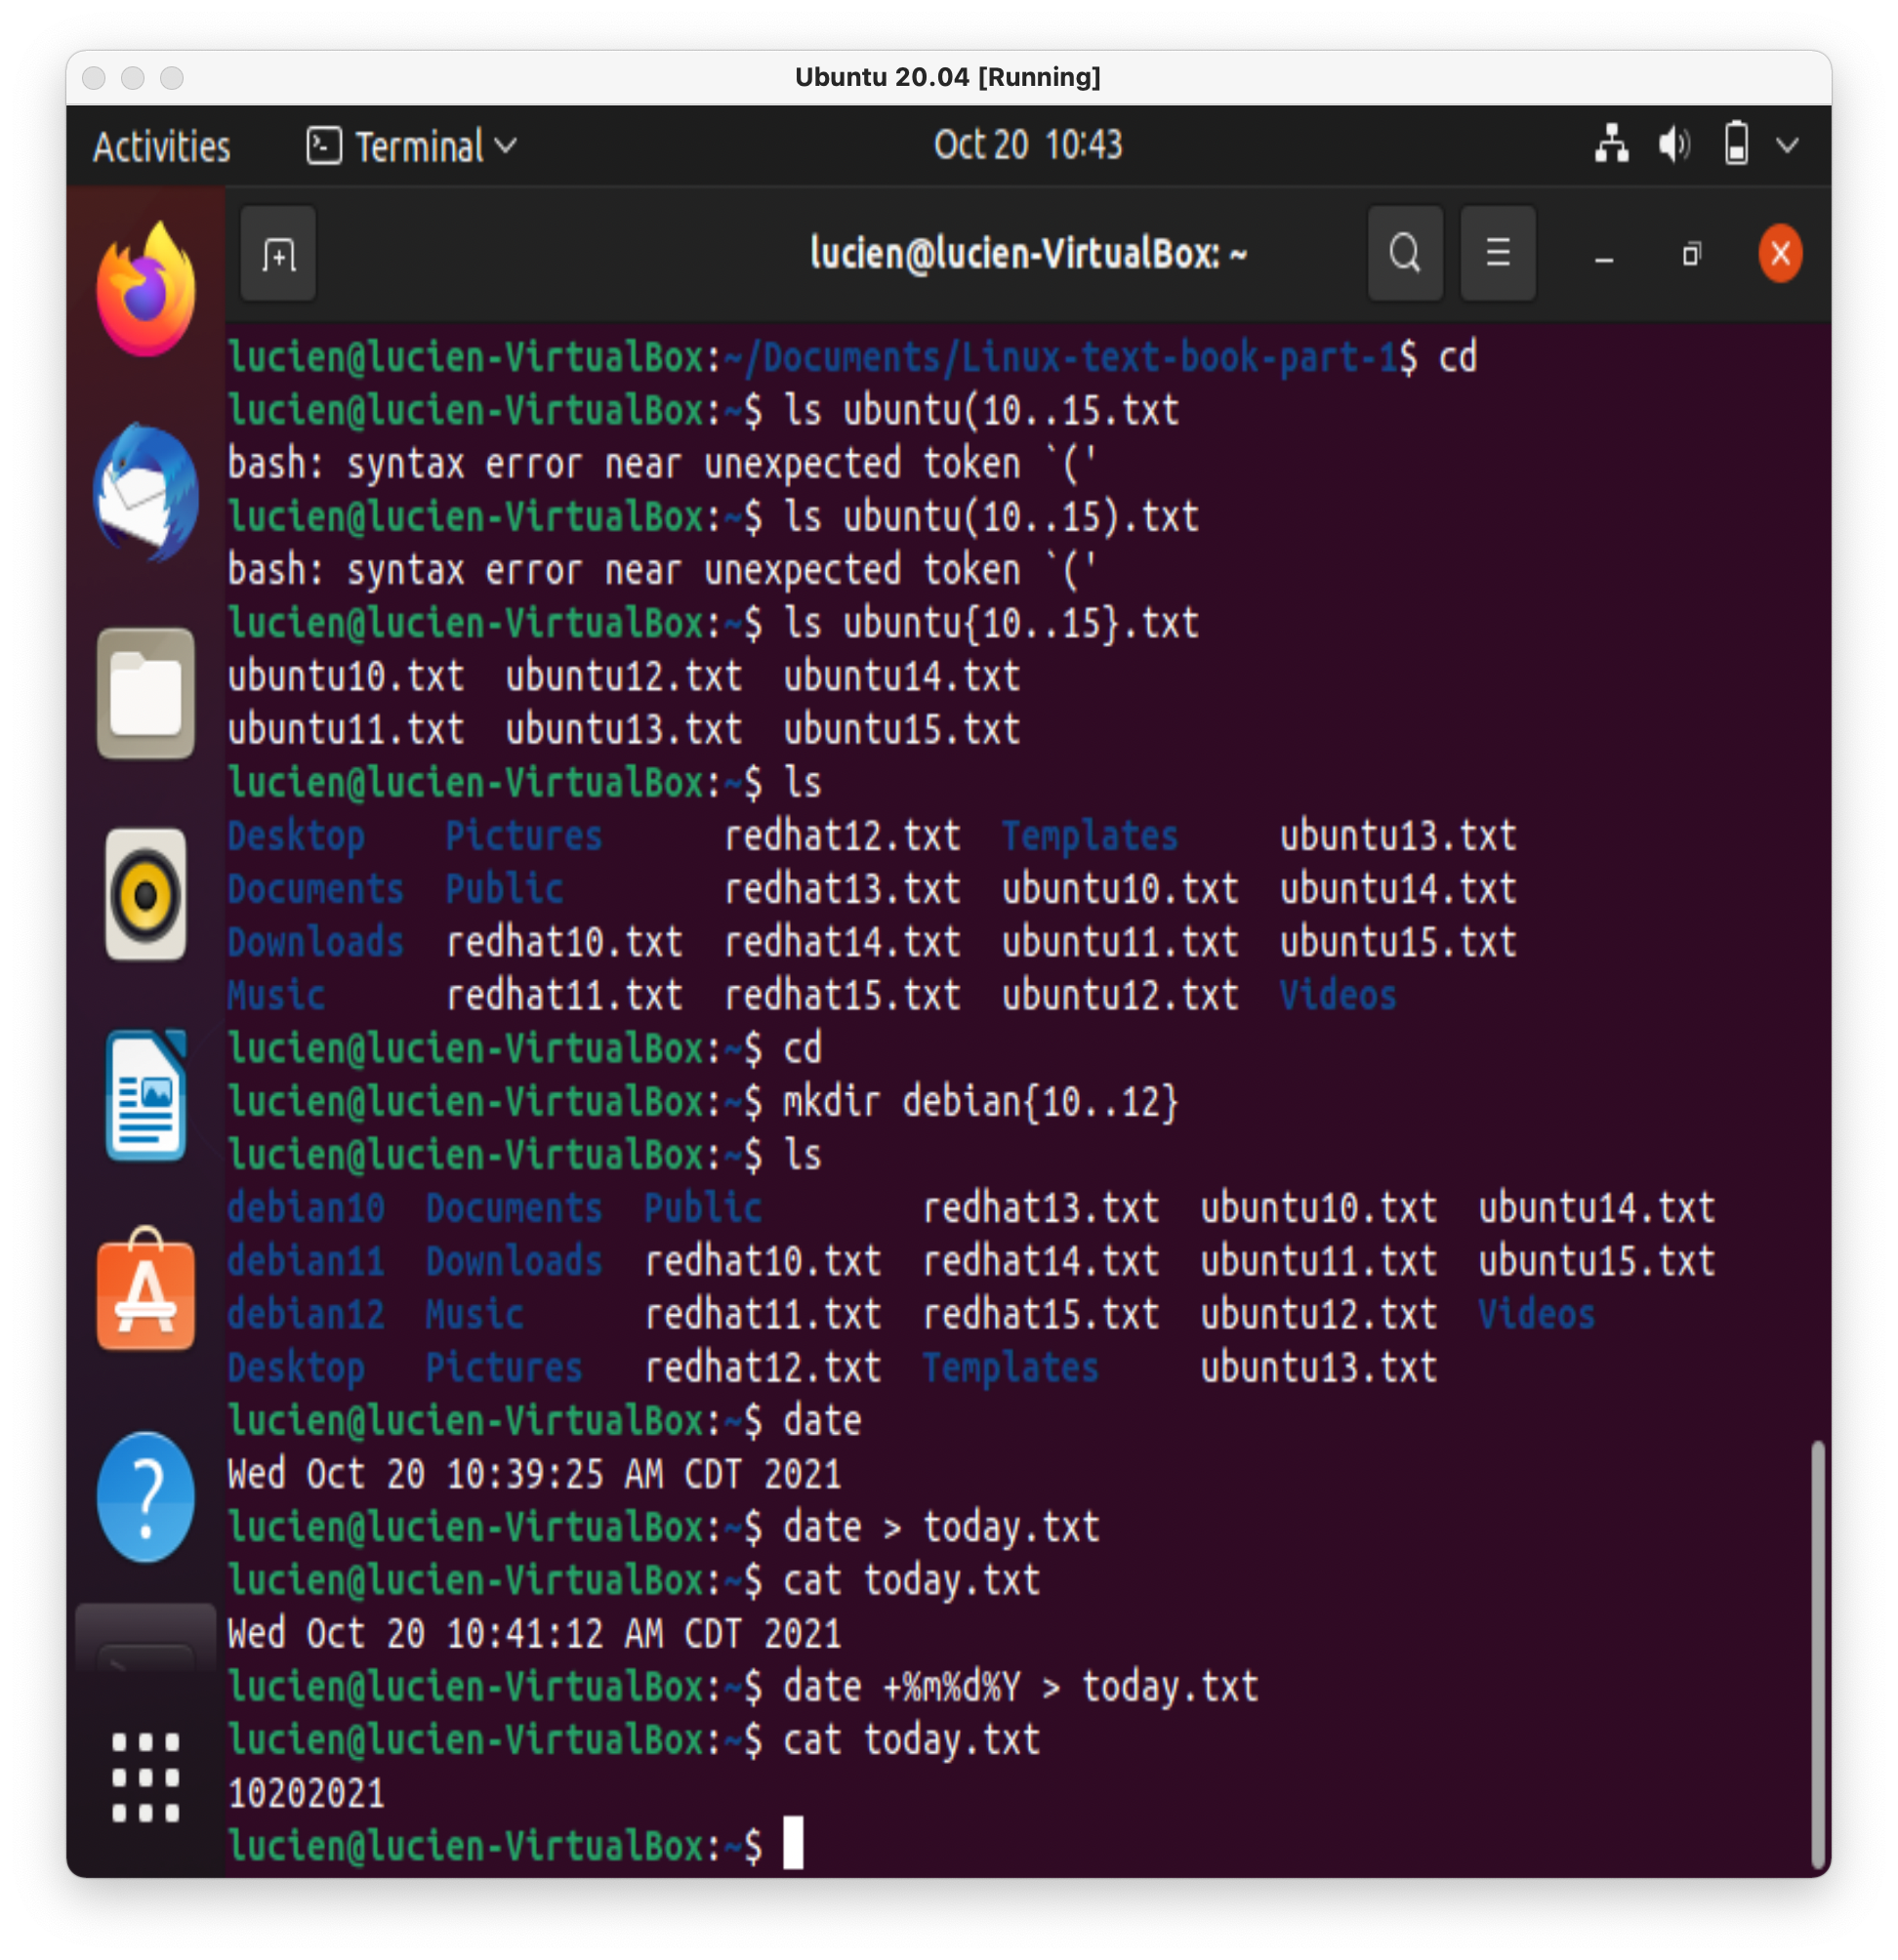 Ubuntu 20.04 [Running]
Activities Terminal Oct 20 10:43
lucien@lucien-VirtualBox: ~
lucien@lucien-VirtualBox:~/Documents/Linux-text-book-part-1$ cd
lucien@lucien-VirtualBox:~$ ls ubuntu(10..15.txt
bash: syntax error near unexpected token `('
lucien@lucien-VirtualBox:~$ ls ubuntu(10..15).txt
bash: syntax error near unexpected token `('
lucien@lucien-VirtualBox:~$ ls ubuntu{10..15}.txt
ubuntu10.txt  ubuntu12.txt  ubuntu14.txt
ubuntu11.txt  ubuntu13.txt  ubuntu15.txt
lucien@lucien-VirtualBox:~$ ls
Desktop    Pictures      redhat12.txt  Templates     ubuntu13.txt
Documents  Public        redhat13.txt  ubuntu10.txt  ubuntu14.txt
Downloads  redhat10.txt  redhat14.txt  ubuntu11.txt  ubuntu15.txt
Music      redhat11.txt  redhat15.txt  ubuntu12.txt  Videos
lucien@lucien-VirtualBox:~$ cd
lucien@lucien-VirtualBox:~$ mkdir debian{10..12}
lucien@lucien-VirtualBox:~$ ls
debian10  Documents  Public        redhat13.txt  ubuntu10.txt  ubuntu14.txt
debian11  Downloads  redhat10.txt  redhat14.txt  ubuntu11.txt  ubuntu15.txt
debian12  Music      redhat11.txt  redhat15.txt  ubuntu12.txt  Videos
Desktop   Pictures   redhat12.txt  Templates     ubuntu13.txt
lucien@lucien-VirtualBox:~$ date
Wed Oct 20 10:39:25 AM CDT 2021
lucien@lucien-VirtualBox:~$ date > today.txt
lucien@lucien-VirtualBox:~$ cat today.txt
Wed Oct 20 10:41:12 AM CDT 2021
lucien@lucien-VirtualBox:~$ date +%m%d%Y > today.txt
lucien@lucien-VirtualBox:~$ cat today.txt
10202021
lucien@lucien-VirtualBox:~$